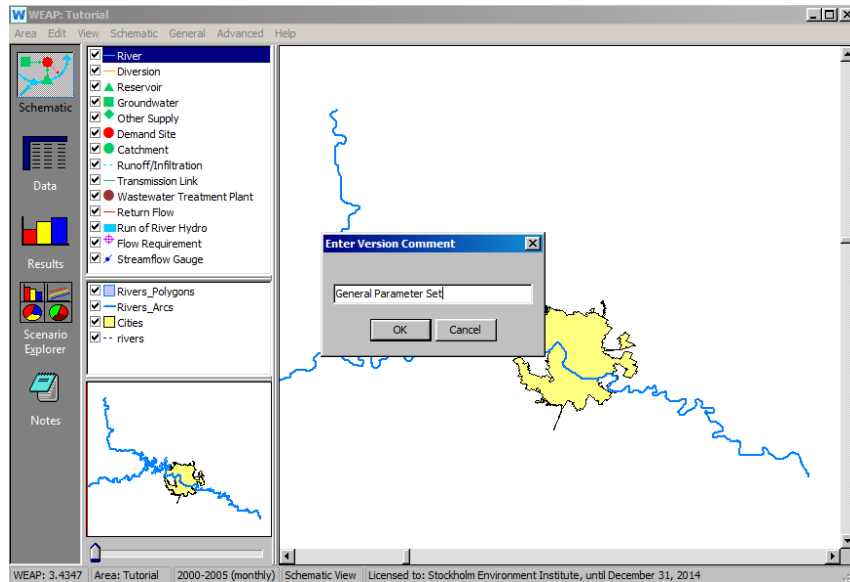 WEAP: Tutorial
Area Edit View Schematic General Advanced Help
Schematic
Data
Results
Scenario
Explorer
Notes
River
Diversion
Reservoir
Groundwater
Other Supply
Demand Site
Catchment
Runoff/Infiltration
Transmission Link
Wastewater Treatment Plant
Return Flow
Run of River Hydro
Flow Requirement
Streamflow Gauge
Rivers_Polygons
Rivers_Arcs
Cities
rivers
Enter Version Comment
General Parameter Set
OK Cancel
WEAP: 3.4347 Area: Tutorial 2000-2005 (monthly) Schematic View Licensed to: Stockholm Environment Institute, until December 31, 2014